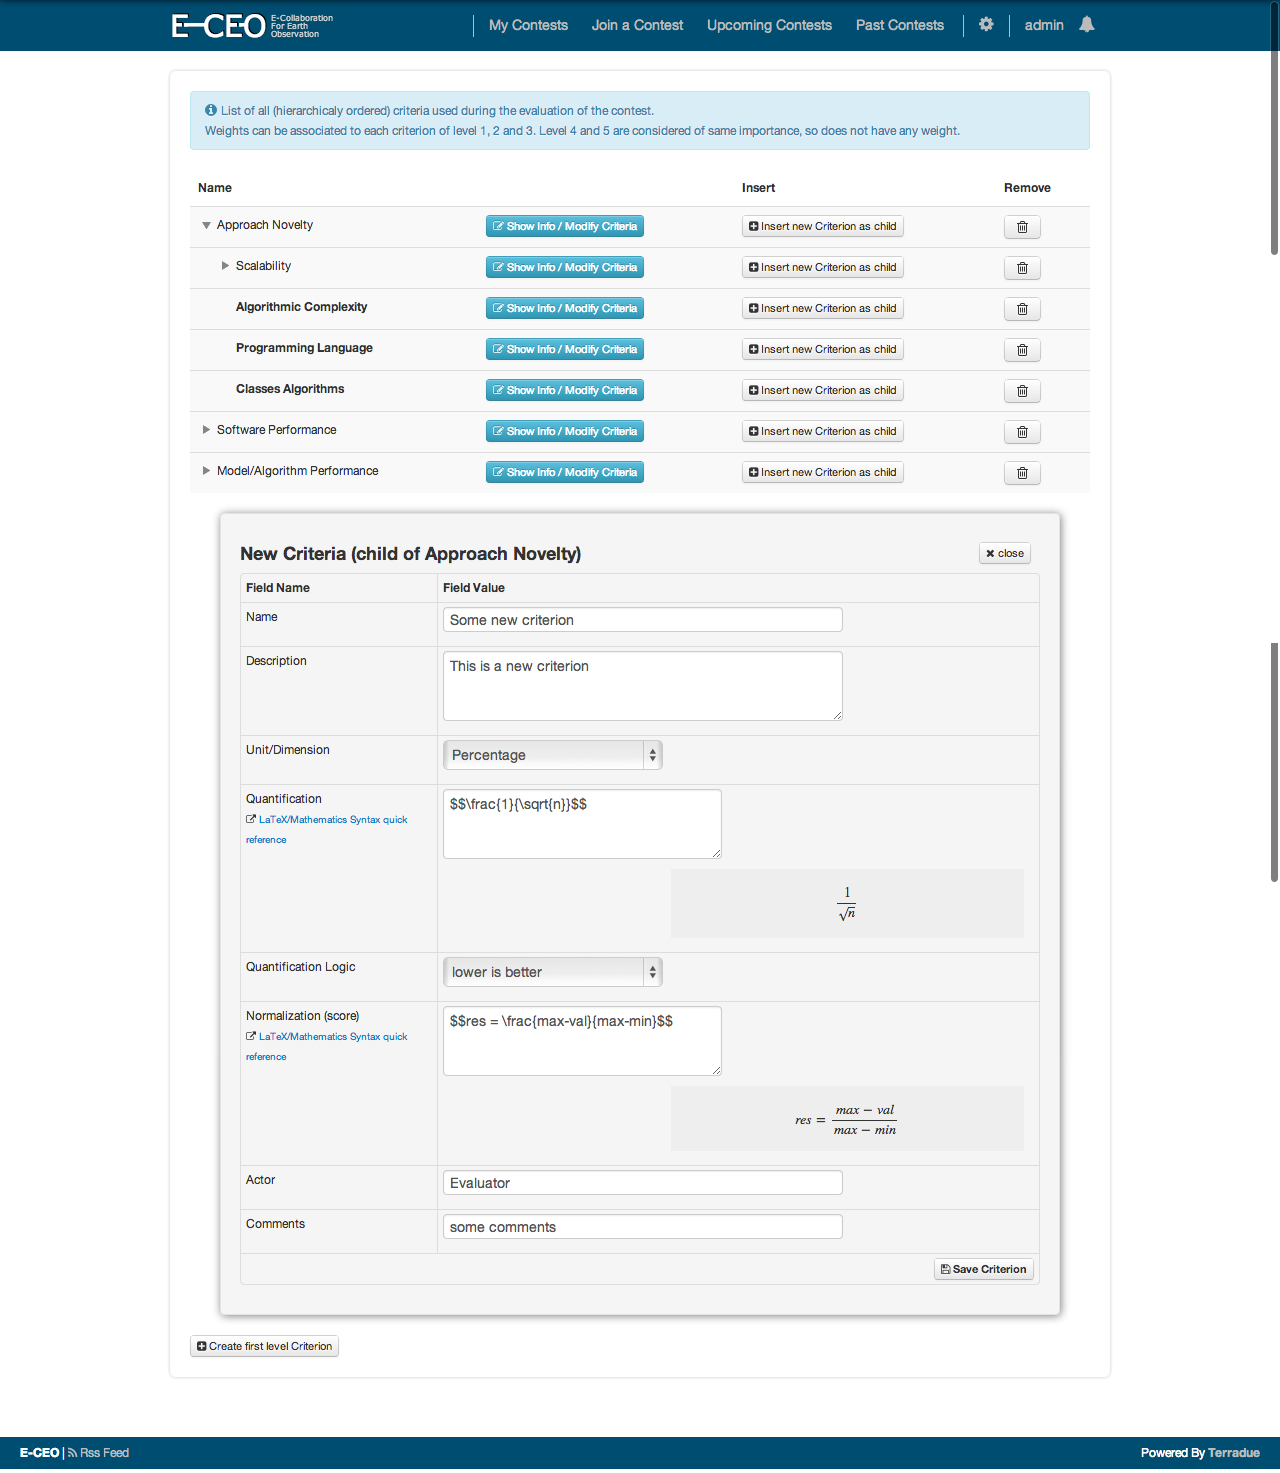 E-CEO E-Collaboration
For Earth
Observation
My Contests Join a Contest Upcoming Contests Past Contests admin
List of all (hierarchicaly ordered) criteria used during the evaluation of the contest.
Weights can be associated to each criterion of level 1, 2 and 3. Level 4 and 5 are considered of same importance, so does not have any weight.
Name Insert Remove
Approach Novelty Show Info / Modify Criteria Insert new Criterion as child
Scalability Show Info / Modify Criteria Insert new Criterion as child
Algorithmic Complexity Show Info / Modify Criteria Insert new Criterion as child
Programming Language Show Info / Modify Criteria Insert new Criterion as child
Classes Algorithms Show Info / Modify Criteria Insert new Criterion as child
Software Performance Show Info / Modify Criteria Insert new Criterion as child
Model/Algorithm Performance Show Info / Modify Criteria Insert new Criterion as child
New Criteria (child of Approach Novelty) close
Field Name Field Value
Name Some new criterion
Description This is a new criterion
Unit/Dimension Percentage
Quantification $$\frac{1}{\sqrt{n}}$$
LaTeX/Mathematics Syntax quick
reference
1
√n
Quantification Logic lower is better
Normalization (score) $$res = \frac{max-val}{max-min}$$
LaTeX/Mathematics Syntax quick
reference
max − val
res =
max − min
Actor Evaluator
Comments some comments
Save Criterion
Create first level Criterion
E-CEO | Rss Feed Powered By Terradue